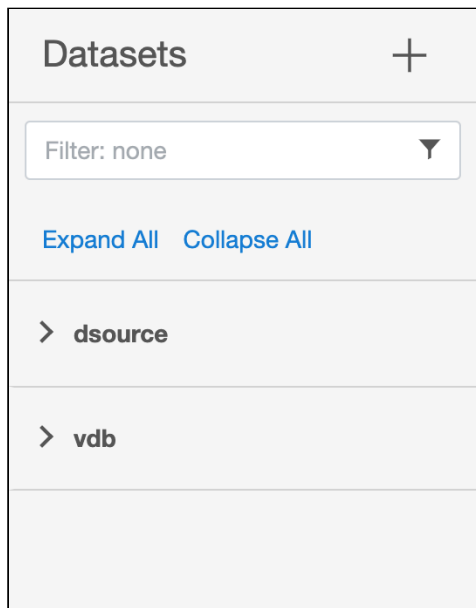 Datasets
Filter: none
Expand All Collapse All
dsource
vdb